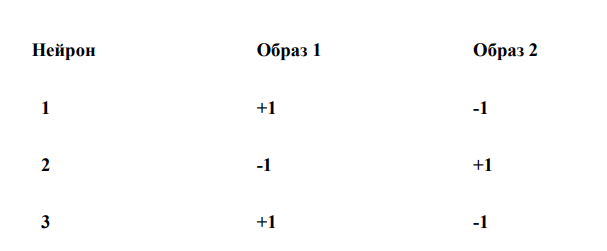 Нейрон Образ 1 Образ 2
1 +1 -1
2 -1 +1
3 +1 -1